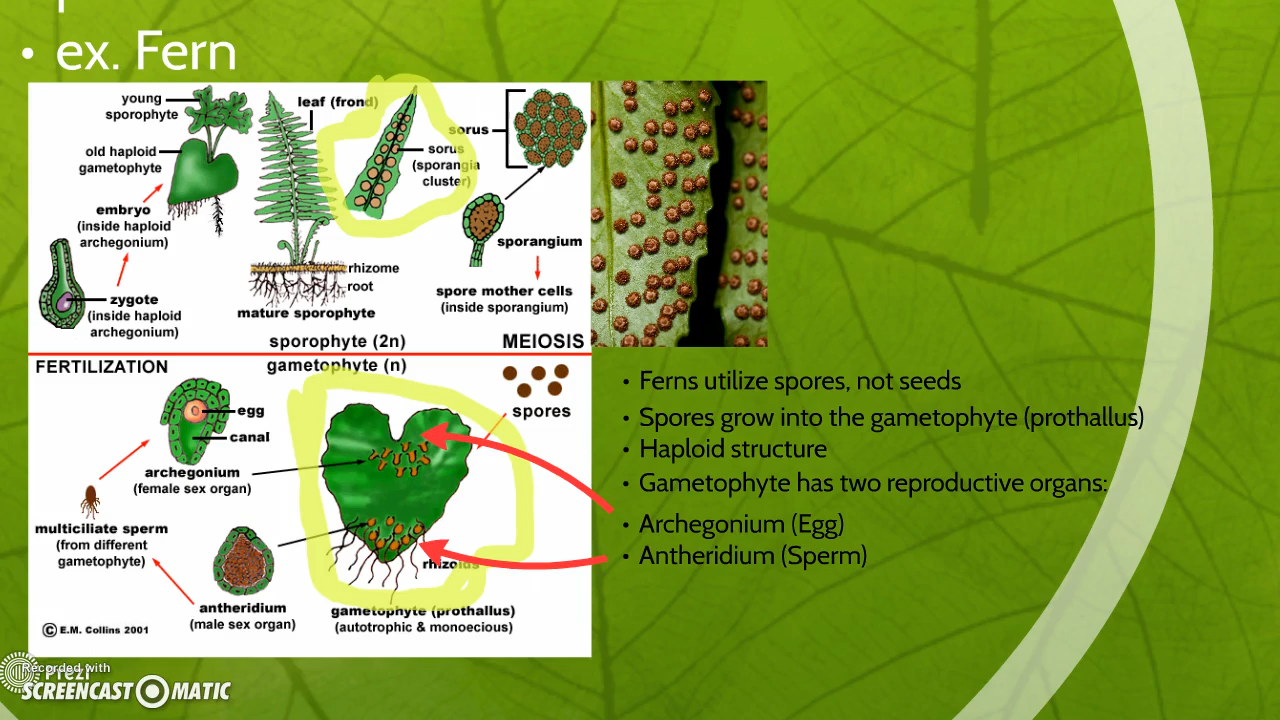 • ex. Fern
young
sporophyte
leaf (frond)
sorus
old haploid
gametophyte
sorus
(sporangia
cluster)
embryo
(inside haploid
archegonium)
sporangium
rhizome
root
zygote
(inside haploid
archegonium)
spore mother cells
(inside sporangium)
mature sporophyte
sporophyte (2n)
MEIOSIS
FERTILIZATION
gametophyte (n)
spores
egg
canal
archegonium
(female sex organ)
multiciliate sperm
(from different
gametophyte)
rhizoids
antheridium
(male sex organ)
gametophyte (prothallus)
(autotrophic & monoecious)
© E.M. Collins 2001
• Ferns utilize spores, not seeds
• Spores grow into the gametophyte (prothallus)
• Haploid structure
• Gametophyte has two reproductive organs:
• Archegonium (Egg)
• Antheridium (Sperm)
Recorded with
Prezi
SCREENCAST-O-MATIC